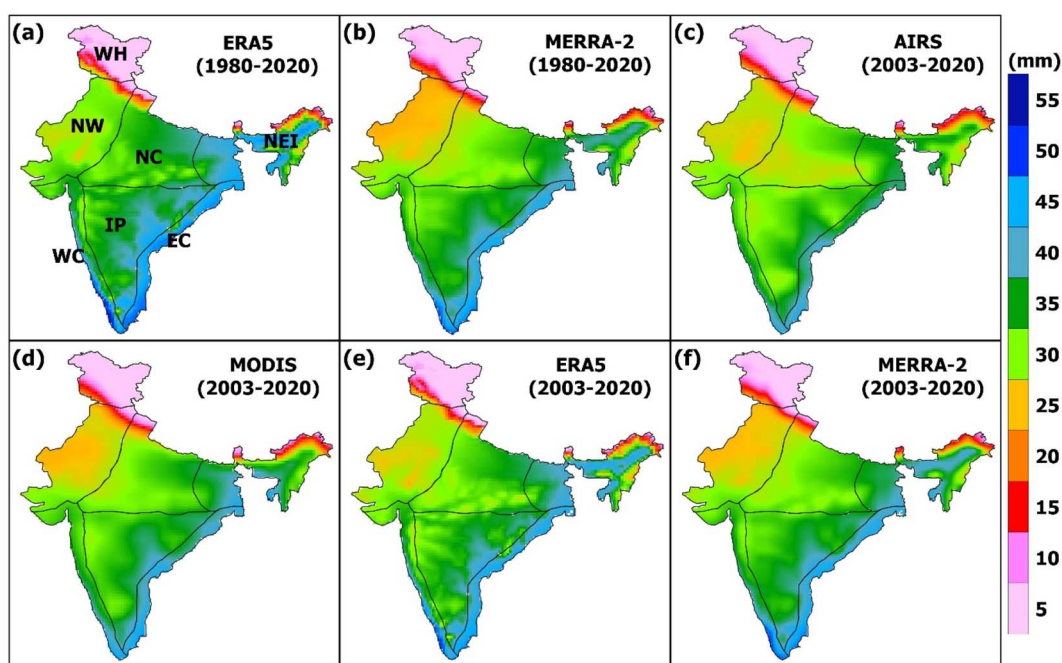 (a)
ERA5
(1980-2020)
WH
NW
NC
NEI
IP
EC
WC
(b)
MERRA-2
(1980-2020)
(c)
AIRS
(2003-2020)
(d)
MODIS
(2003-2020)
(e)
ERA5
(2003-2020)
(f)
MERRA-2
(2003-2020)
(mm)
55
50
45
40
35
30
25
20
15
10
5